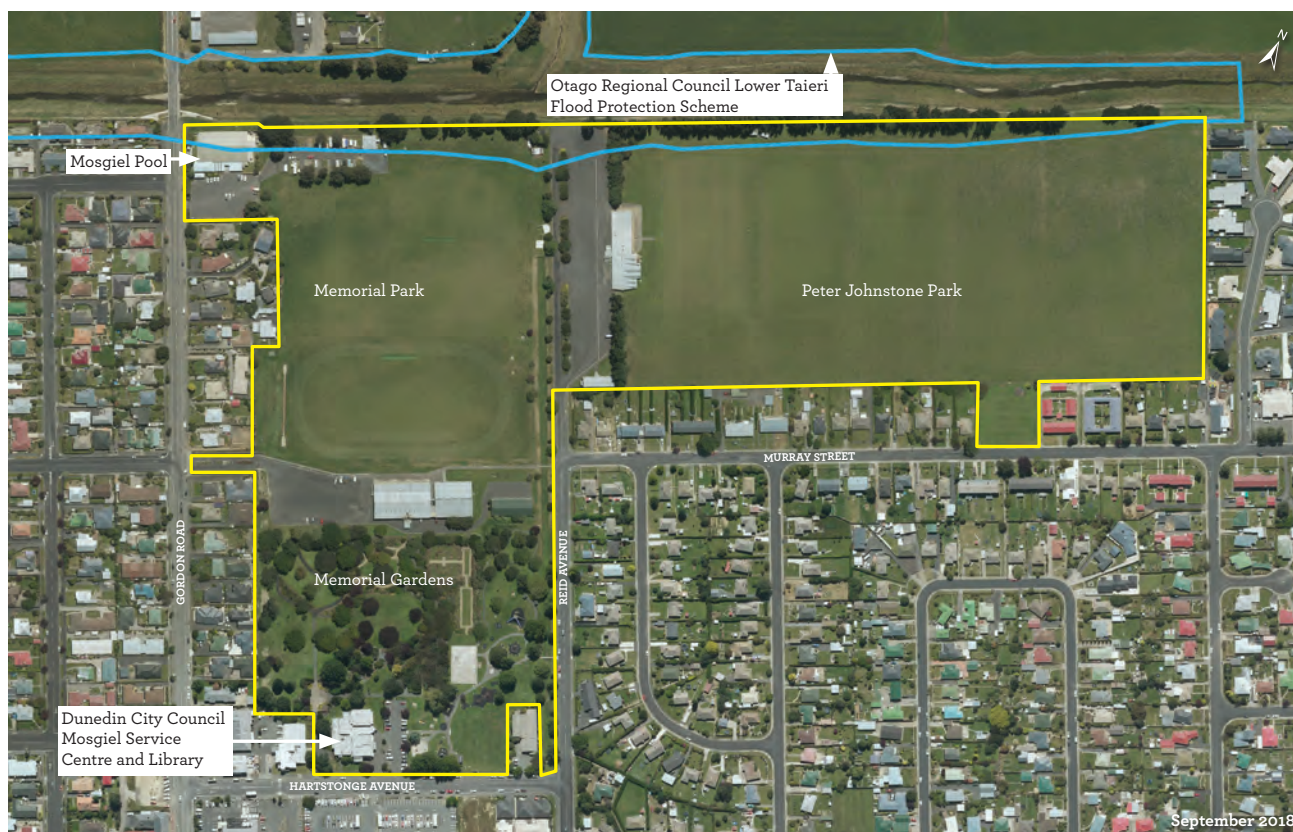 N
Otago Regional Council Lower Taieri
Flood Protection Scheme
Mosgiel Pool
Memorial Park
Peter Johnstone Park
MURRAY STREET
GORDON ROAD
Memorial Gardens
REID AVENUE
Dunedin City Council
Mosgiel Service
Centre and Library
HARTSTONGE AVENUE
September 2018